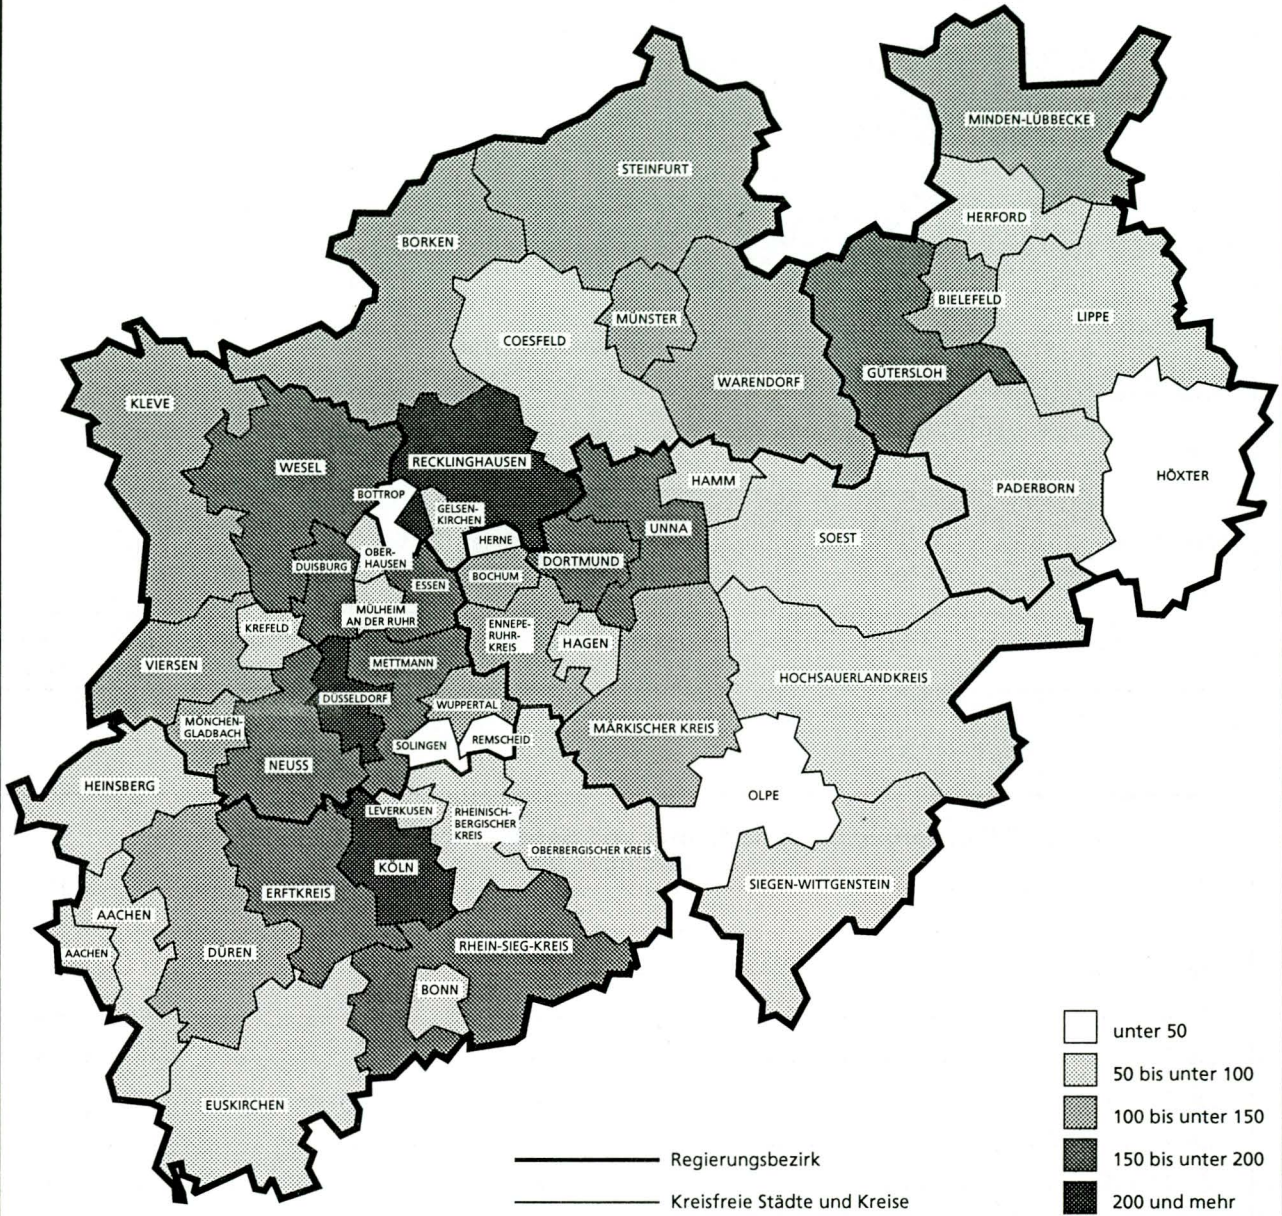 MINDEN-LÜBBECKE
STEINFURT
HERFORD
BORKEN
BIELEFELD
MÜNSTER
LIPPE
COESFELD
GÜTERSLOH
WARENDORF
KLEVE
RECKLINGHAUSEN
WESEL
HÖXTER
HAMM
PADERBORN
BOTTROP
GELSEN-
KIRCHEN
UNNA
SOEST
HERNE
OBER-
HAUSEN
DORTMUND
DUISBURG
BOCHUM
ESSEN
MÜLHEIM
AN DER RUHR
KREFELD
ENNEPE-
RUHR-
KREIS
HAGEN
VIERSEN
METTMANN
HOCHSAUERLANDKREIS
DÜSSELDORF
WUPPERTAL
MÖNCHEN-
GLADBACH
MÄRKISCHER KREIS
SOLINGEN
REMSCHEID
NEUSS
HEINSBERG
OLPE
LEVERKUSEN
RHEINISCH-
BERGISCHER
KREIS
OBERBERGISCHER KREIS
KÖLN
SIEGEN-WITTGENSTEIN
ERFTKREIS
AACHEN
RHEIN-SIEG-KREIS
AACHEN
DÜREN
BONN
EUSKIRCHEN
unter 50
50 bis unter 100
100 bis unter 150
150 bis unter 200
200 und mehr
Regierungsbezirk
Kreisfreie Städte und Kreise